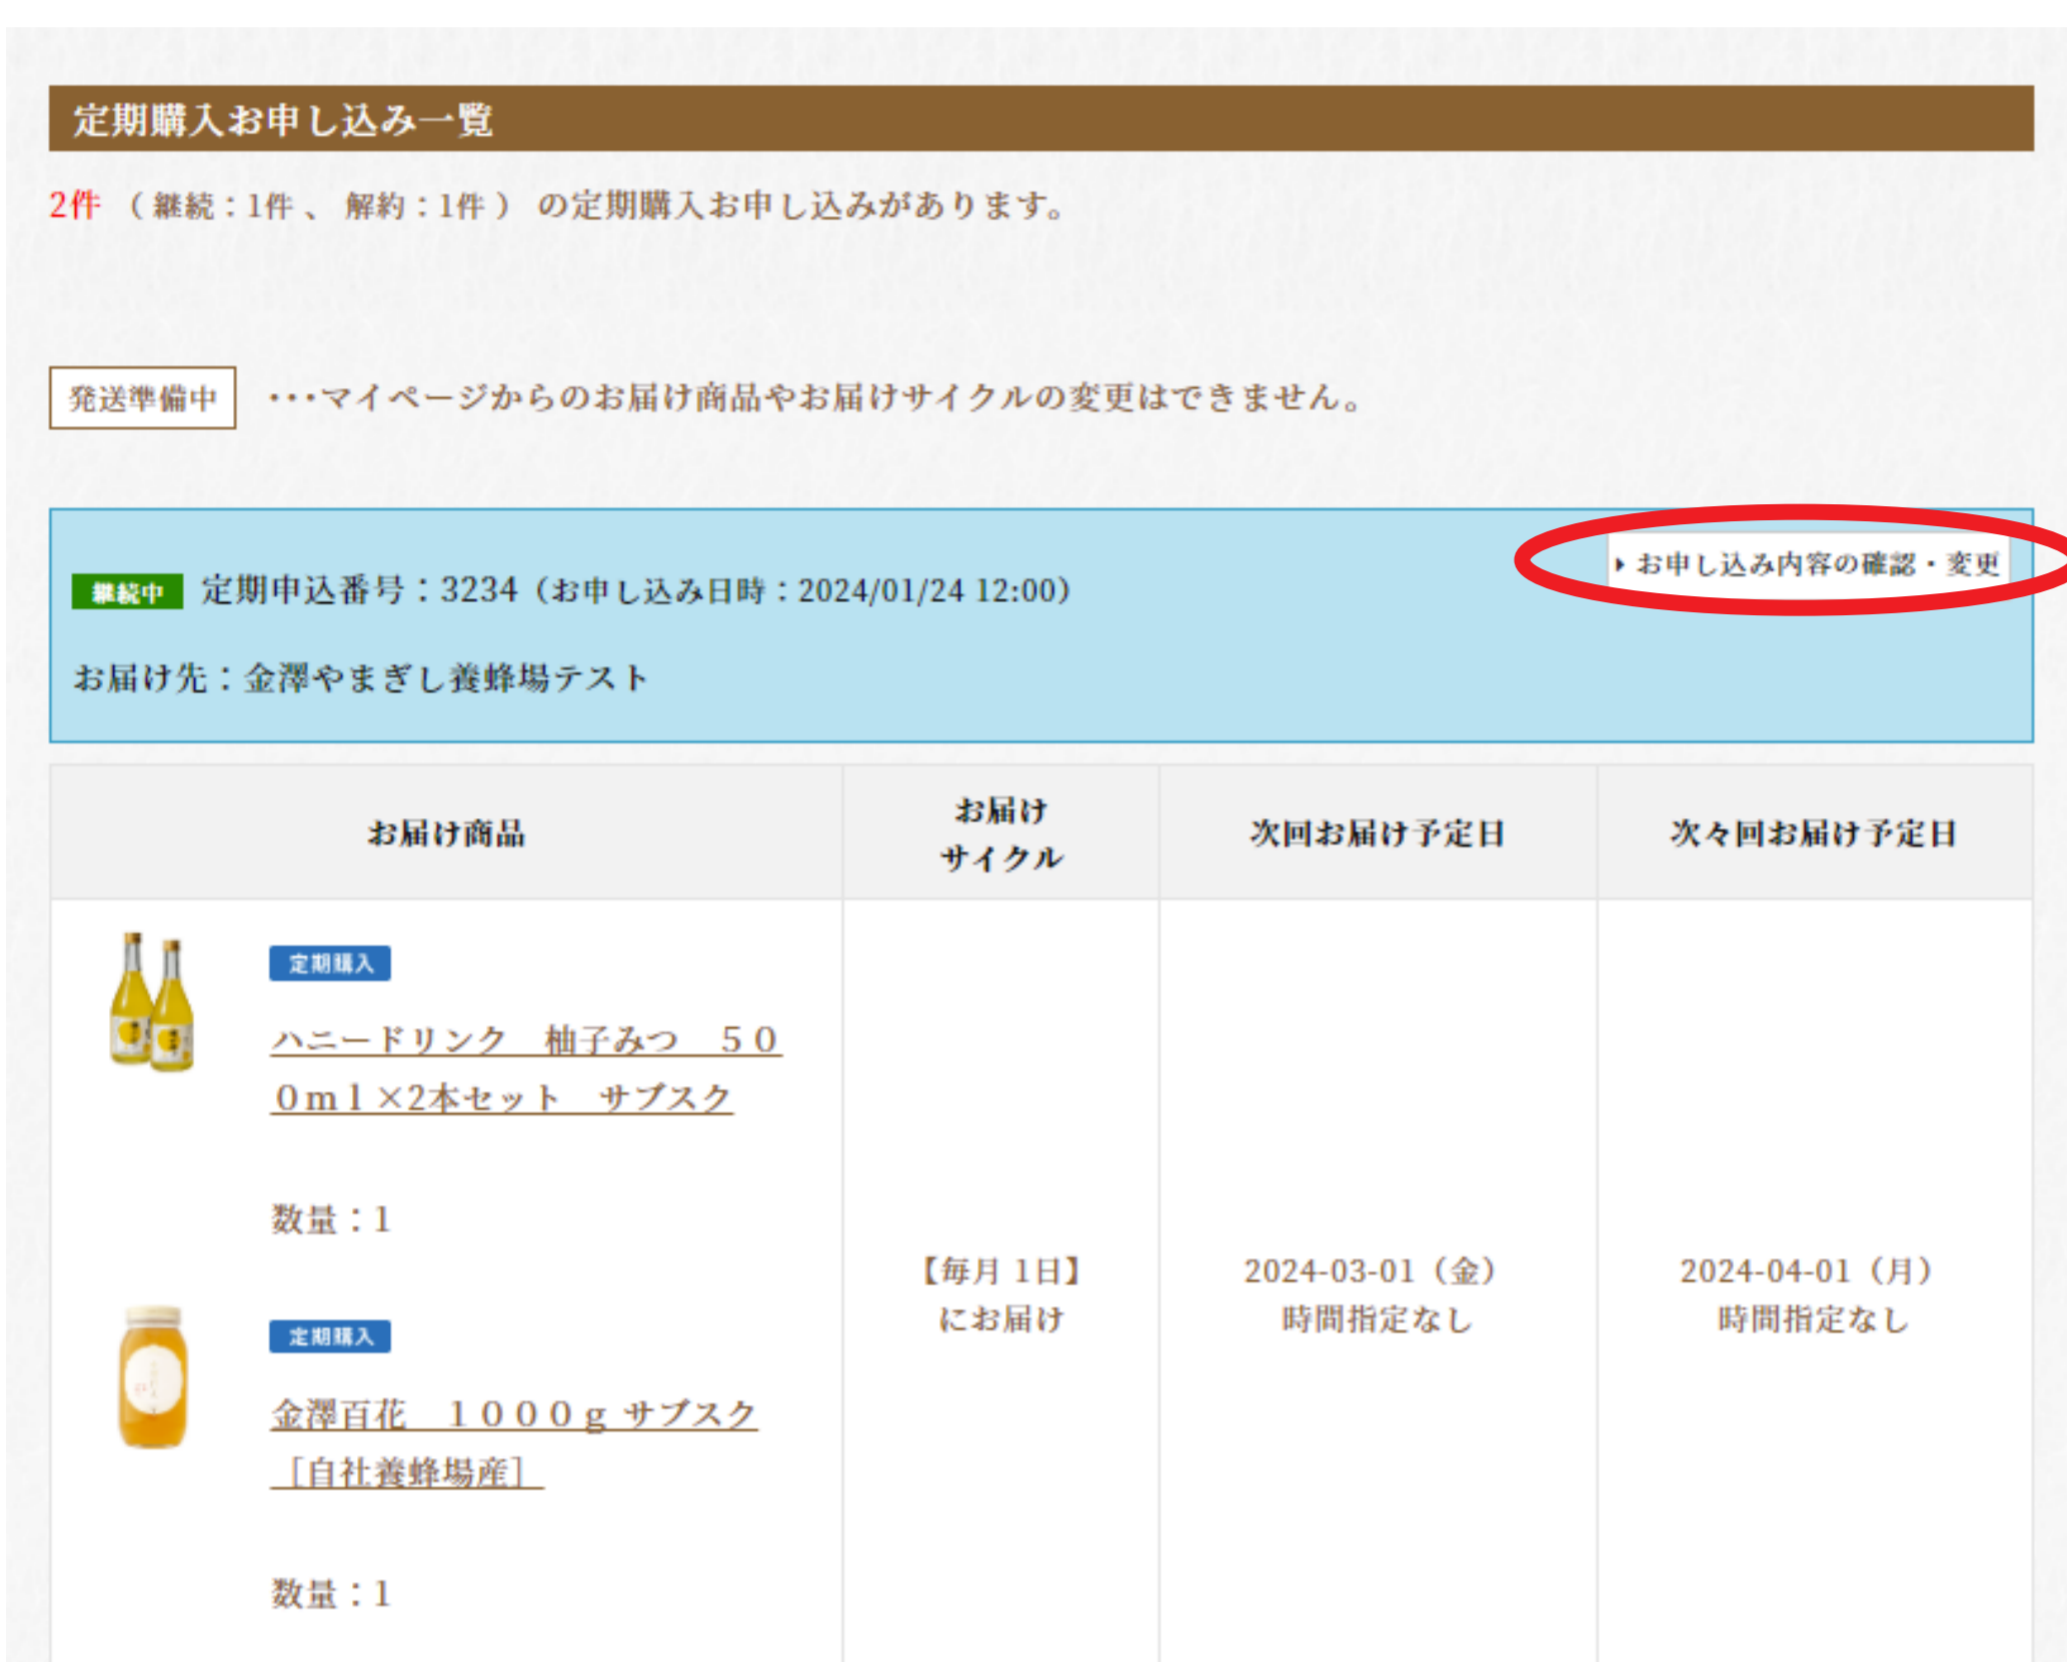 定期購入お申し込み一覧
2件 （ 継続：1件 、 解約：1件 ） の定期購入お申し込みがあります。
発送準備中 ･･･マイページからのお届け商品やお届けサイクルの変更はできません。
▸お申し込み内容の確認・変更
継続中 定期申込番号：3234（お申し込み日時：2024/01/24 12:00）
お届け先：金澤やまぎし養蜂場テスト
お届け商品
お届け
サイクル
次回お届け予定日
次々回お届け予定日
定期購入
ハニードリンク　柚子みつ　５０
０ｍｌ×2本セット　サブスク
数量：1
定期購入
金澤百花　１０００ｇ サブスク
［自社養蜂場産］
数量：1
【毎月 1日】
にお届け
2024-03-01（金）
時間指定なし
2024-04-01（月）
時間指定なし